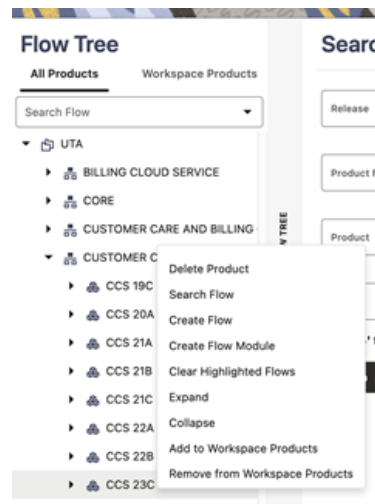 Flow Tree
All Products
Workspace Products
Search Flow
UTA
BILLING CLOUD SERVICE
CORE
CUSTOMER CARE AND BILLING
CUSTOMER C
CCS 19C
CCS 20A
CCS 21A
CCS 21B
CCS 21C
CCS 22A
CCS 22B
CCS 23C
Delete Product
Search Flow
Create Flow
Create Flow Module
Clear Highlighted Flows
Expand
Collapse
Add to Workspace Products
Remove from Workspace Products
W TREE
Searc
Release
Product F
Product